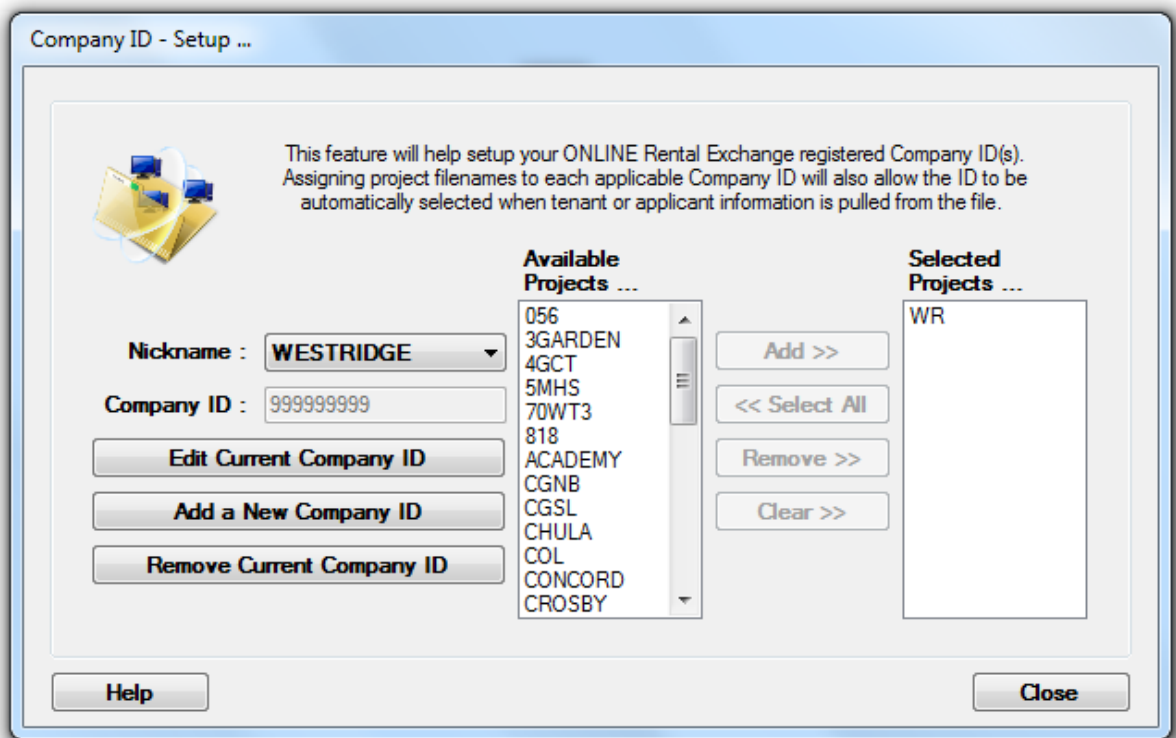 Company ID - Setup ...
This feature will help setup your ONLINE Rental Exchange registered Company ID(s).
Assigning project filenames to each applicable Company ID will also allow the ID to be
automatically selected when tenant or applicant information is pulled from the file.
Nickname :
WESTRIDGE
Company ID :
999999999
Edit Current Company ID
Add a New Company ID
Remove Current Company ID
Available
Projects ...
056
3GARDEN
4GCT
5MHS
70WT3
818
ACADEMY
CGNB
CGSL
CHULA
COL
CONCORD
CROSBY
Add >>
<< Select All
Remove >>
Clear >>
Selected
Projects ...
WR
Help
Close